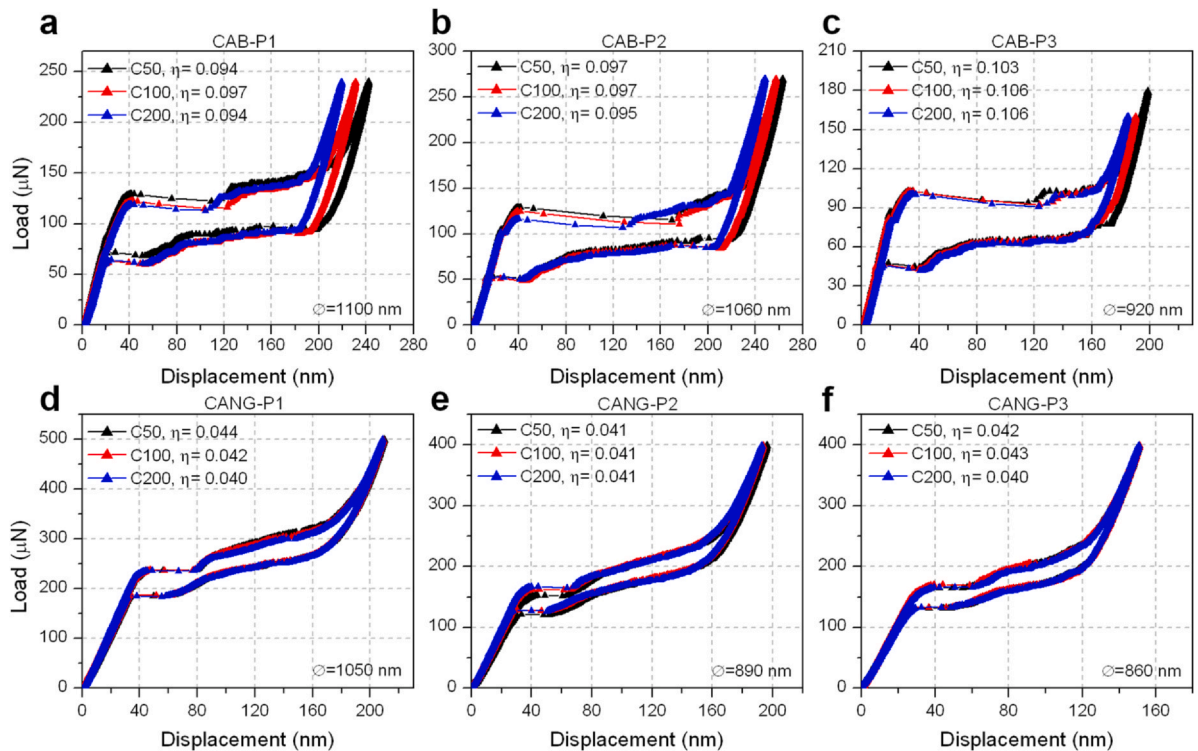 a
CAB-P1
C50, η= 0.094
C100, η= 0.097
C200, η= 0.094
250
200
150
100
50
0
0 40 80 120 160 200 240 280
Load (μN)
Displacement (nm)
∅=1100 nm
b
CAB-P2
C50, η= 0.097
C100, η= 0.097
C200, η= 0.095
300
250
200
150
100
50
0
0 40 80 120 160 200 240 280
Displacement (nm)
∅=1060 nm
c
CAB-P3
C50, η= 0.103
C100, η= 0.106
C200, η= 0.106
210
180
150
120
90
60
30
0
0 40 80 120 160 200
Displacement (nm)
∅=920 nm
d
CANG-P1
C50, η= 0.044
C100, η= 0.042
C200, η= 0.040
500
400
300
200
100
0
0 40 80 120 160 200
Load (μN)
Displacement (nm)
∅=1050 nm
e
CANG-P2
C50, η= 0.041
C100, η= 0.041
C200, η= 0.041
400
300
200
100
0
0 40 80 120 160 200
Displacement (nm)
∅=890 nm
f
CANG-P3
C50, η= 0.042
C100, η= 0.043
C200, η= 0.040
400
300
200
100
0
0 40 80 120 160
Displacement (nm)
∅=860 nm